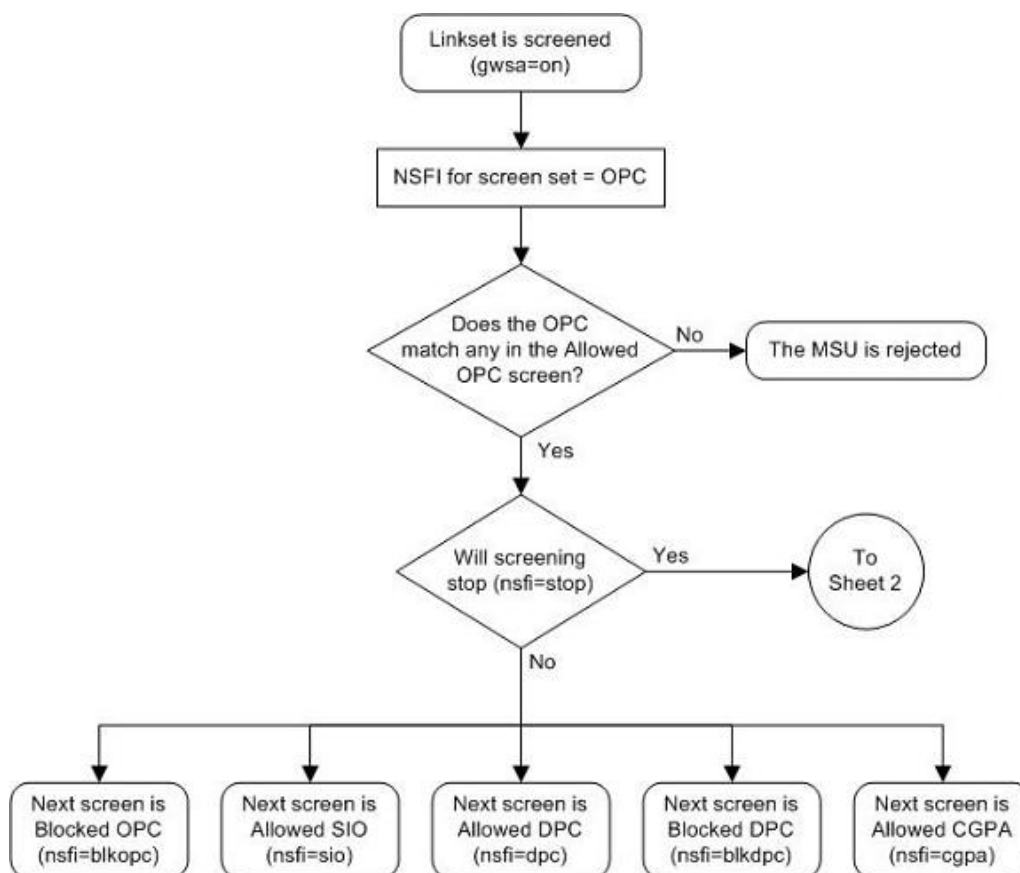 Linkset is screened
(gwsa=on)
NSFI for screen set = OPC
Does the OPC
match any in the Allowed
OPC screen?
No
The MSU is rejected
Yes
Will screening
stop (nsfi=stop)
Yes
To
Sheet 2
No
Next screen is
Blocked OPC
(nsfi=blkopc)
Next screen is
Allowed SIO
(nsfi=sio)
Next screen is
Allowed DPC
(nsfi=dpc)
Next screen is
Blocked DPC
(nsfi=blkdpc)
Next screen is
Allowed CGPA
(nsfi=cgpa)